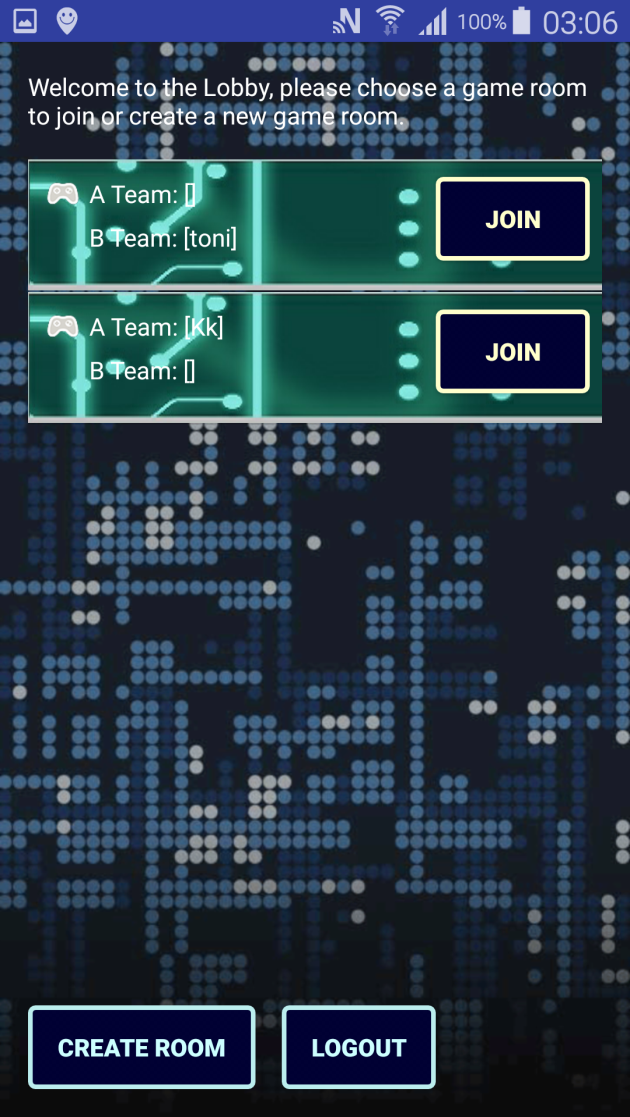 100% 03:06
Welcome to the Lobby, please choose a game room
to join or create a new game room.
A Team: []
B Team: [toni]
JOIN
A Team: [Kk]
B Team: []
JOIN
CREATE ROOM LOGOUT